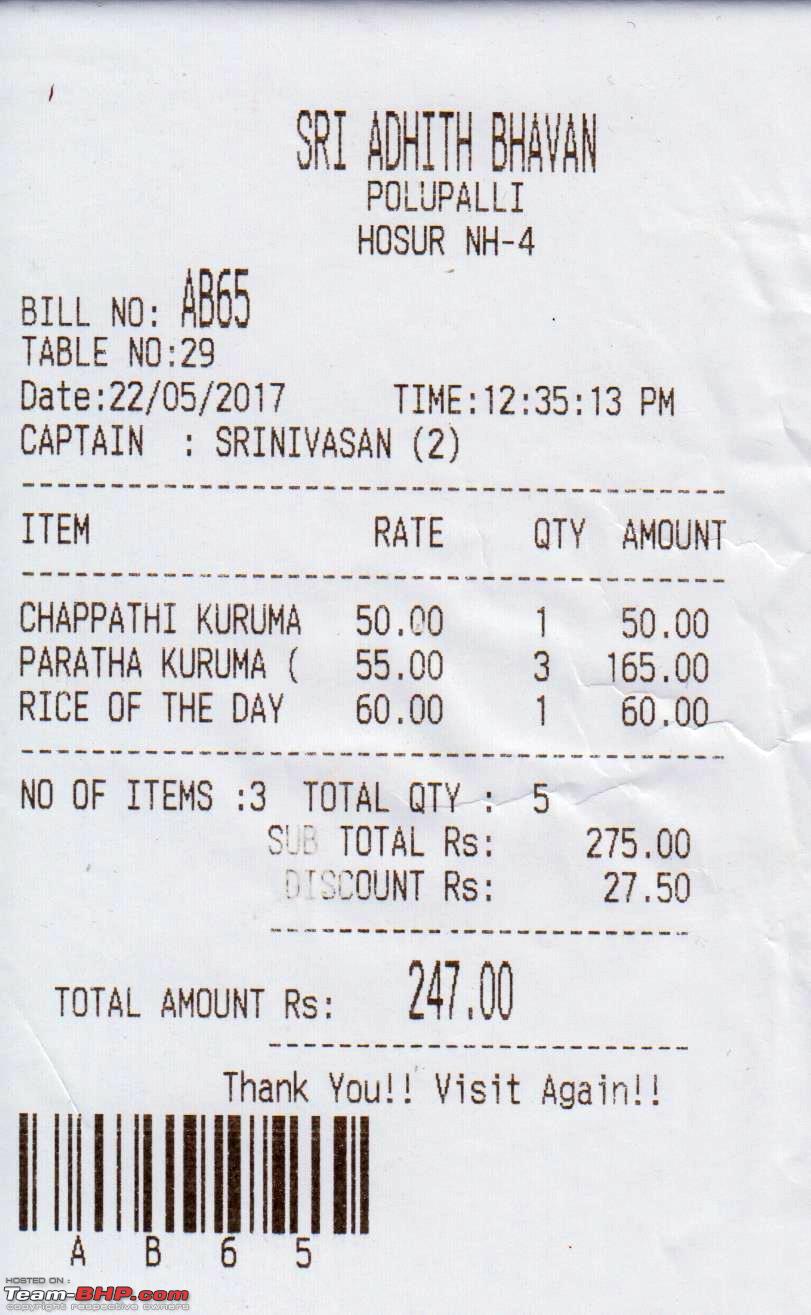 SRI ADHITH BHAVAN
POLUPALLI
HOSUR NH-4
BILL NO: AB65
TABLE NO:29
Date:22/05/2017 TIME:12:35:13 PM
CAPTAIN : SRINIVASAN (2)
ITEM RATE QTY AMOUNT
CHAPPATHI KURUMA 50.00 1 50.00
PARATHA KURUMA ( 55.00 3 165.00
RICE OF THE DAY 60.00 1 60.00
NO OF ITEMS :3 TOTAL QTY : 5
SUB TOTAL Rs: 275.00
DISCOUNT Rs: 27.50
TOTAL AMOUNT Rs: 247.00
Thank You!! Visit Again!!
A B 6 5
HOSTED ON :
Team-BHP.com
copyright respective owners